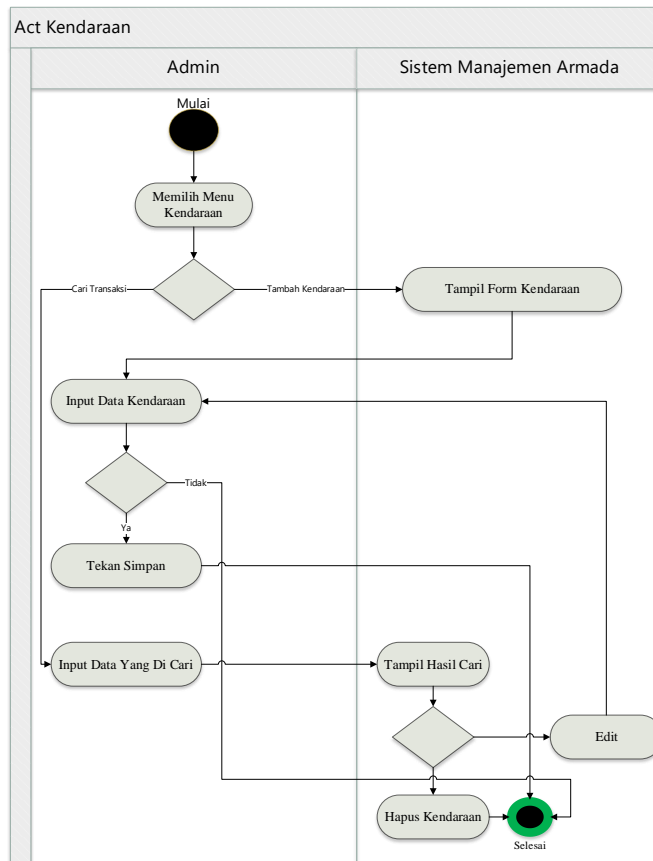 Act Kendaraan
Admin
Sistem Manajemen Armada
Mulai
Memilih Menu
Kendaraan
Cari Transaksi
Tambah Kendaraan
Tampil Form Kendaraan
Input Data Kendaraan
Tidak
Ya
Tekan Simpan
Input Data Yang Di Cari
Tampil Hasil Cari
Edit
Hapus Kendaraan
Selesai